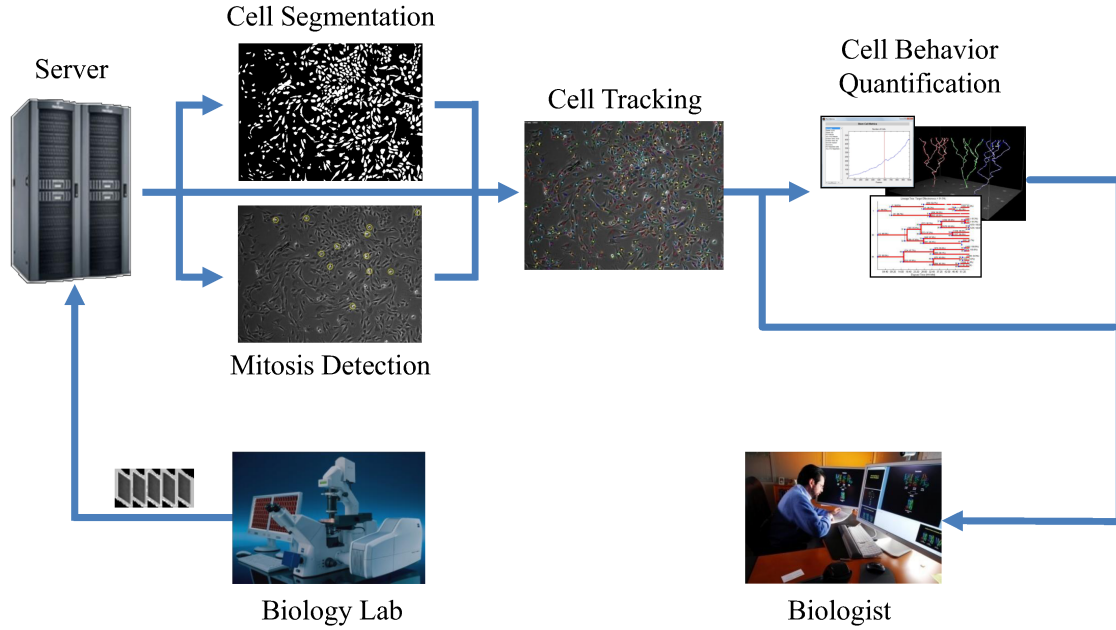 Cell Segmentation
Server
Cell Tracking
Cell Behavior
Quantification
Mitosis Detection
Biology Lab
Biologist